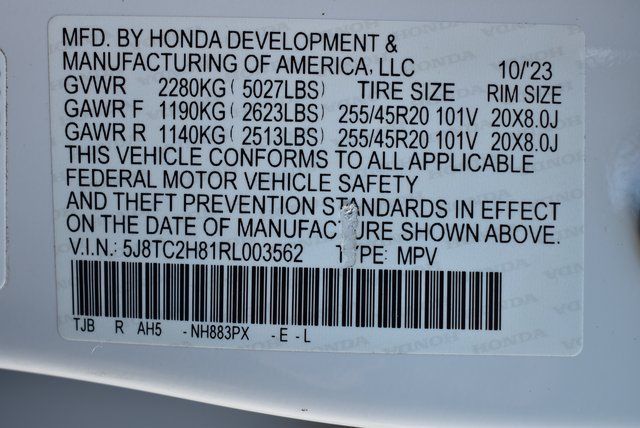 MFD. BY HONDA DEVELOPMENT &
MANUFACTURING OF AMERICA, LLC 10/'23
GVWR 2280KG ( 5027LBS) TIRE SIZE RIM SIZE
GAWR F 1190KG ( 2623LBS) 255/45R20 101V 20X8.0J
GAWR R 1140KG ( 2513LBS) 255/45R20 101V 20X8.0J
THIS VEHICLE CONFORMS TO ALL APPLICABLE
FEDERAL MOTOR VEHICLE SAFETY
AND THEFT PREVENTION STANDARDS IN EFFECT
ON THE DATE OF MANUFACTURE SHOWN ABOVE.
V.I.N.: 5J8TC2H81RL003562 TYPE: MPV
TJB R AH5 -NH883PX -E-L